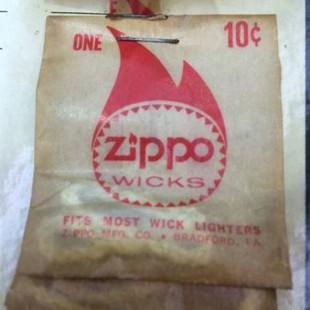 ONE 10¢
Zippo
WICKS
FITS MOST WICK LIGHTERS
ZIPPO MFG. CO. • BRADFORD, PA.